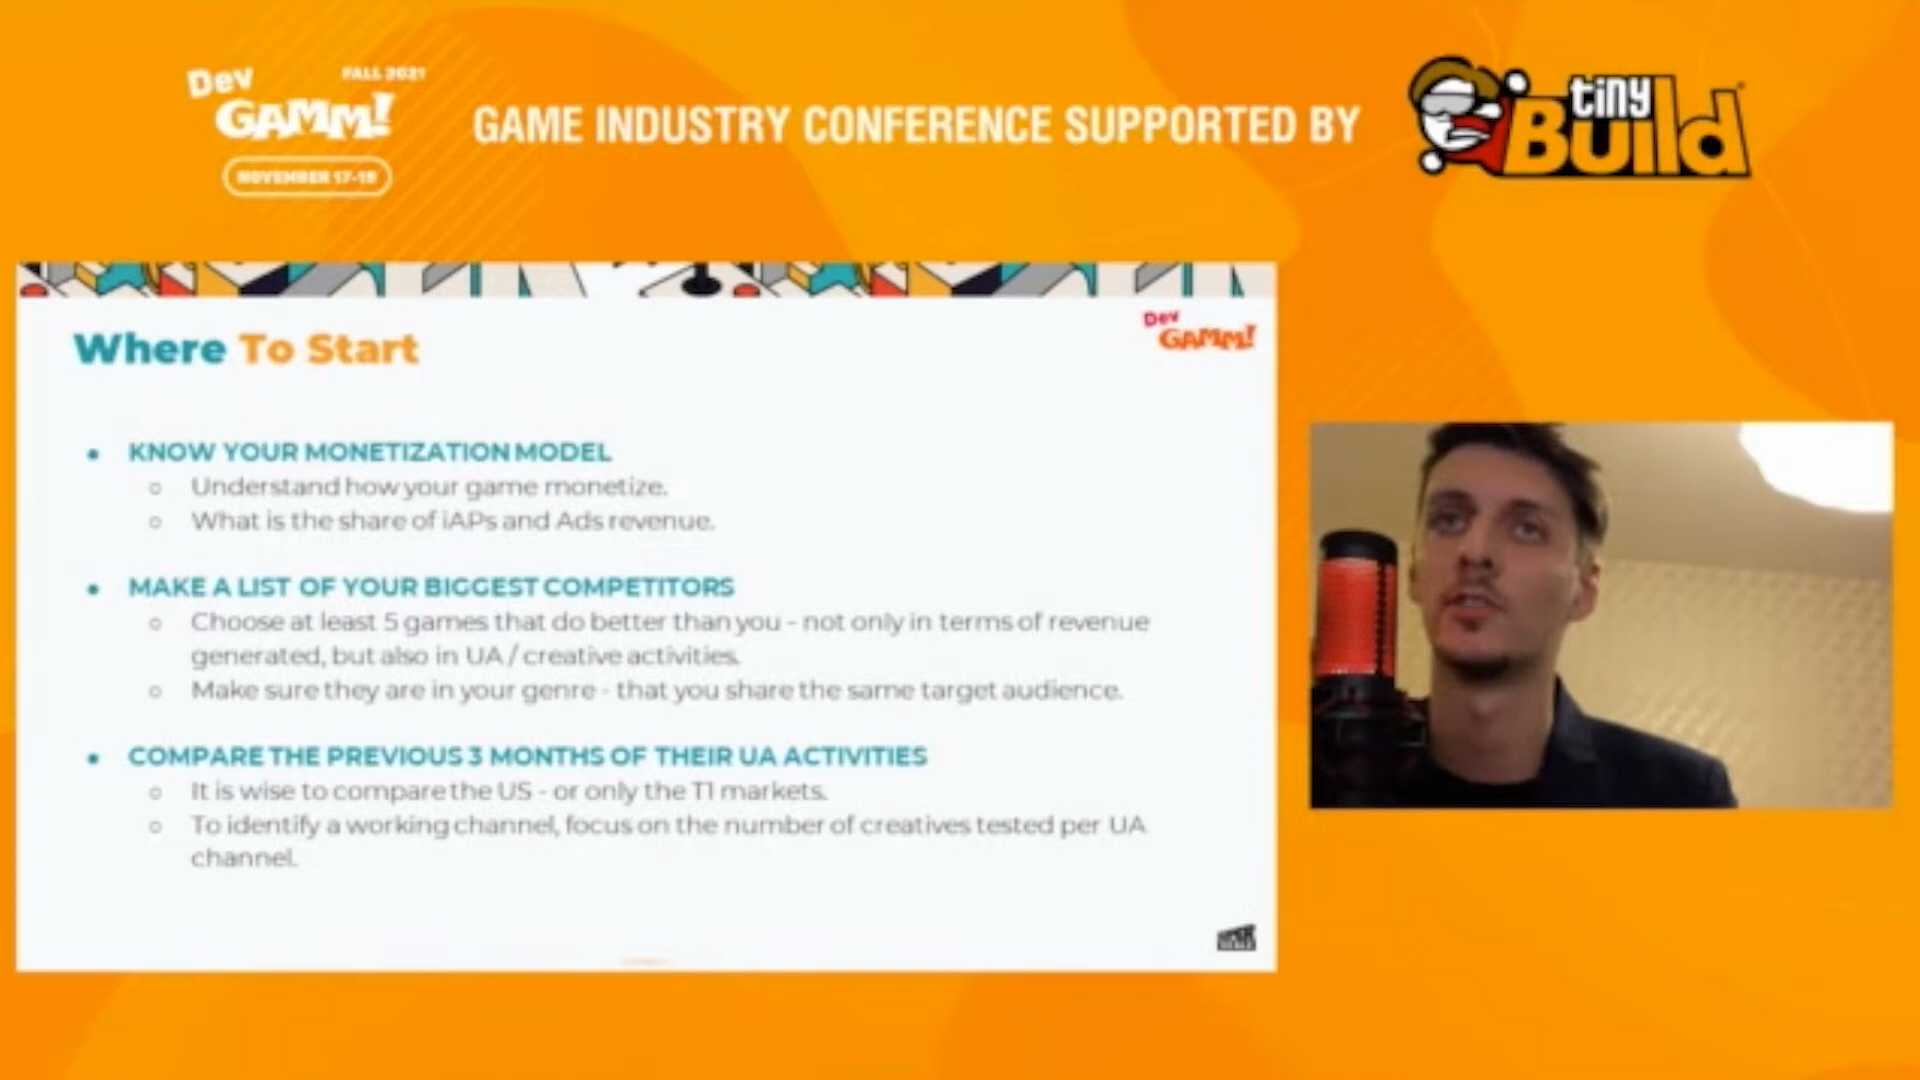 Dev
GAMM!
FALL 2021
NOVEMBER 17-19
GAME INDUSTRY CONFERENCE SUPPORTED BY
tiny
Build
Where To Start
Dev
GAMM!
• KNOW YOUR MONETIZATION MODEL
○ Understand how your game monetize.
○ What is the share of iAPs and Ads revenue.
• MAKE A LIST OF YOUR BIGGEST COMPETITORS
○ Choose at least 5 games that do better than you - not only in terms of revenue
generated, but also in UA / creative activities.
○ Make sure they are in your genre - that you share the same target audience.
• COMPARE THE PREVIOUS 3 MONTHS OF THEIR UA ACTIVITIES
○ It is wise to compare the US - or only the T1 markets.
○ To identify a working channel, focus on the number of creatives tested per UA
channel.
SUPER
SCALE